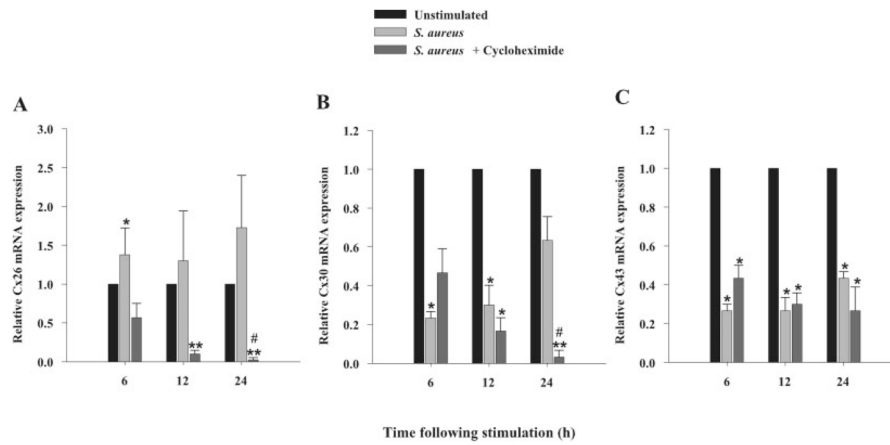 Unstimulated
S. aureus
S. aureus + Cycloheximide
A
Relative Cx26 mRNA expression
3.0
2.5
2.0
1.5
1.0
0.5
0.0
*
**
#
**
6 12 24
B
Relative Cx30 mRNA expression
1.2
1.0
0.8
0.6
0.4
0.2
0.0
*
*
*
#
**
6 12 24
C
Relative Cx43 mRNA expression
1.2
1.0
0.8
0.6
0.4
0.2
0.0
*
*
*
*
*
*
6 12 24
Time following stimulation (h)